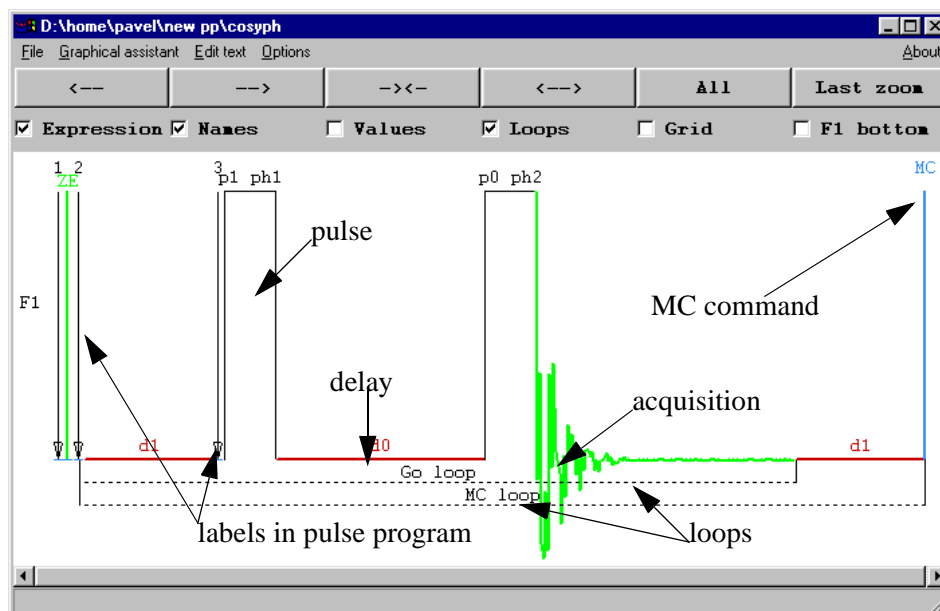 D:\home\pavel\new pp\cosyph
File Graphical assistant Edit text Options About
<-- --> -><- <--> All Last zoom
Expression Names Values Loops Grid F1 bottom
1 2 3 MC
ZE p1 ph1 p0 ph2
pulse
F1 MC command
delay
acquisition
d1 d0 d1
Go loop
MC loop
labels in pulse program loops